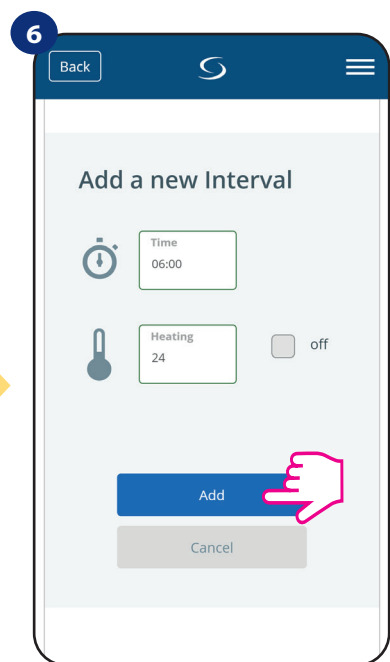 6
Back
Add a new Interval
Time
06:00
Heating
24
off
Add
Cancel